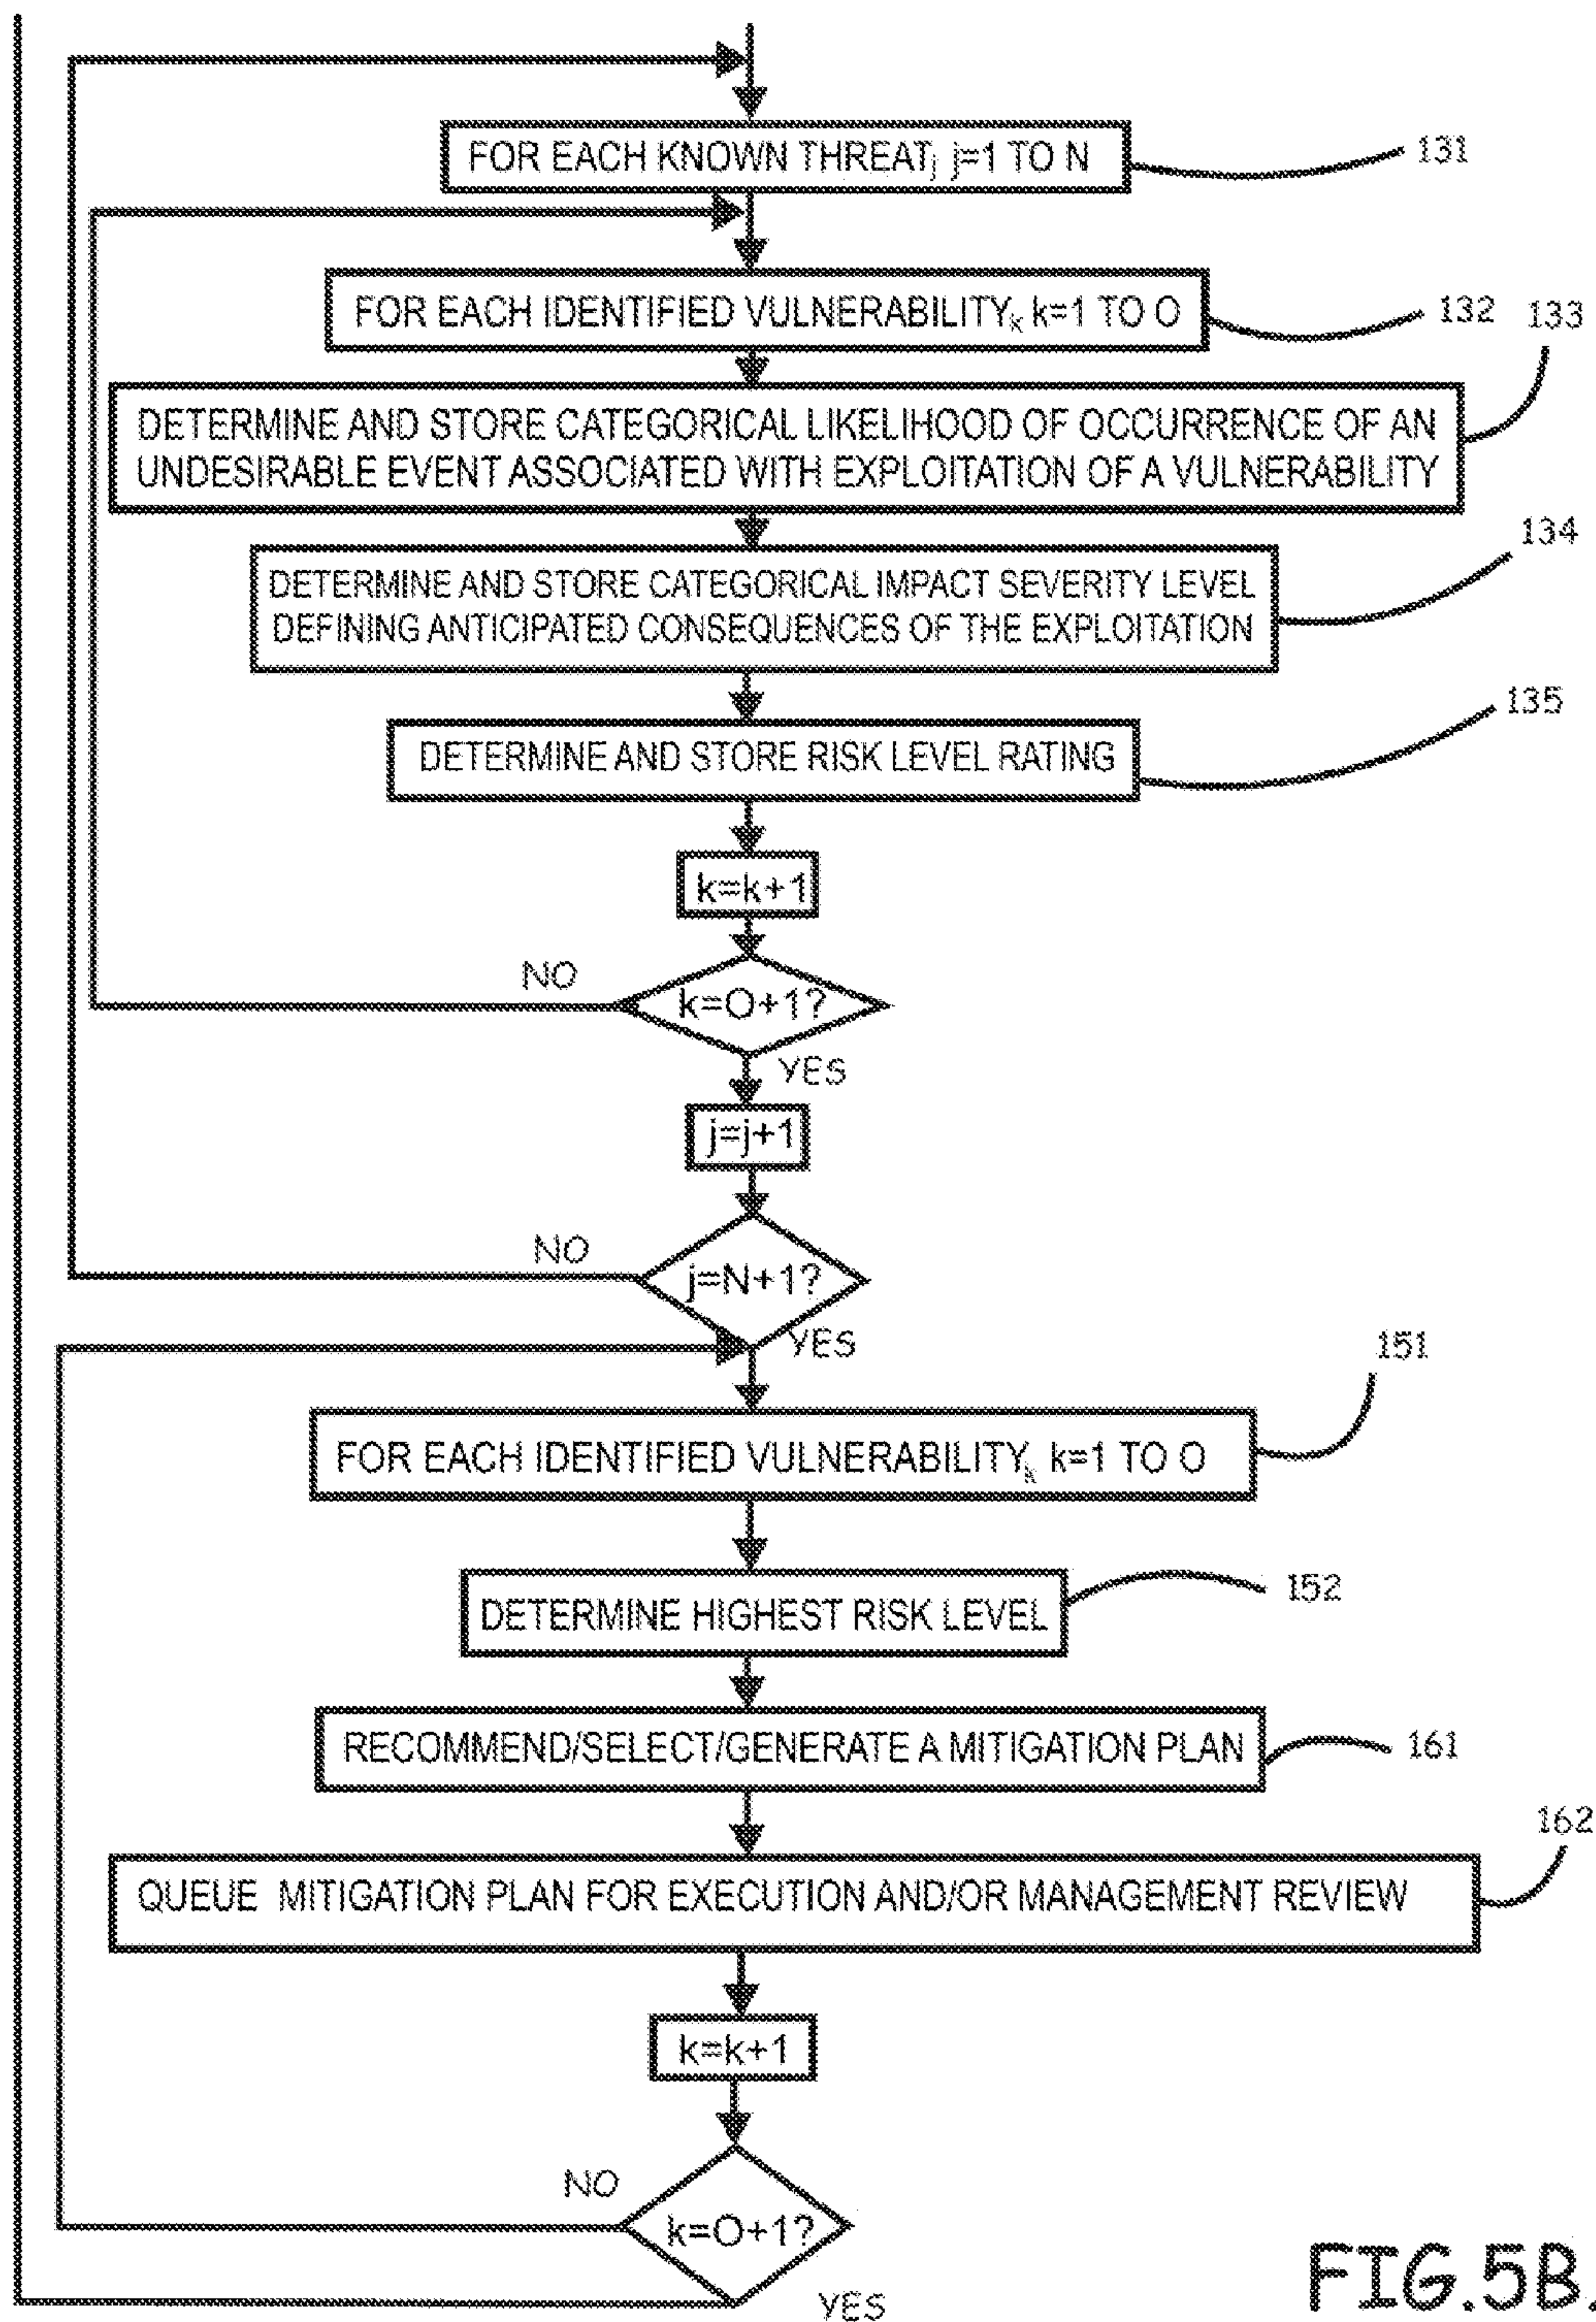 FOR EACH KNOWN THREATj j=1 TO N
131
FOR EACH IDENTIFIED VULNERABILITYk k=1 TO O
132
133
DETERMINE AND STORE CATEGORICAL LIKELIHOOD OF OCCURRENCE OF AN
UNDESIRABLE EVENT ASSOCIATED WITH EXPLOITATION OF A VULNERABILITY
134
DETERMINE AND STORE CATEGORICAL IMPACT SEVERITY LEVEL
DEFINING ANTICIPATED CONSEQUENCES OF THE EXPLOITATION
135
DETERMINE AND STORE RISK LEVEL RATING
k=k+1
NO
k=O+1?
YES
j=j+1
NO
j=N+1?
YES
151
FOR EACH IDENTIFIED VULNERABILITYk k=1 TO O
152
DETERMINE HIGHEST RISK LEVEL
RECOMMEND/SELECT/GENERATE A MITIGATION PLAN
161
162
QUEUE MITIGATION PLAN FOR EXECUTION AND/OR MANAGEMENT REVIEW
k=k+1
NO
k=O+1?
YES
FIG.5B.